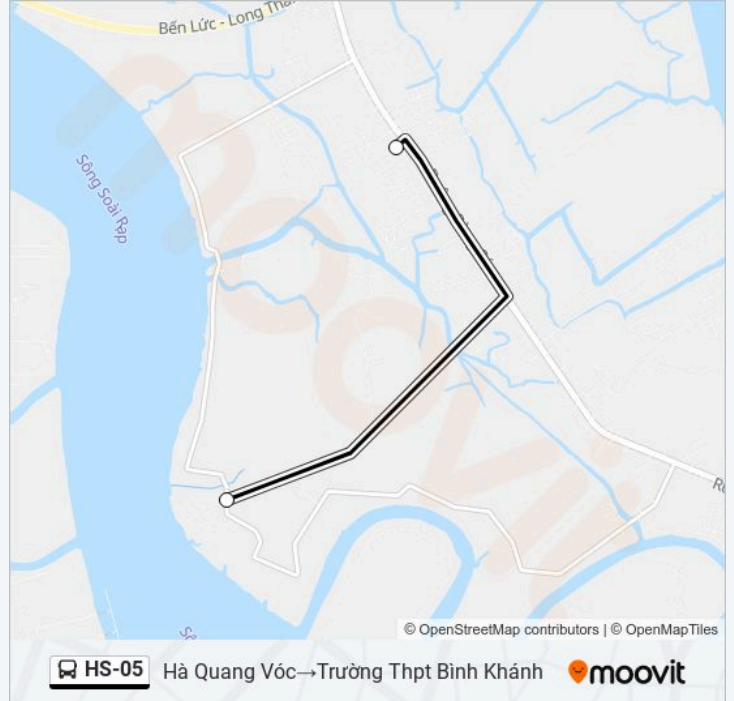 Bến Lức - Long Thàn
Sông Soài Rạp
© OpenStreetMap contributors | © OpenMapTiles
HS-05 Hà Quang Vóc→Trường Thpt Bình Khánh moovit